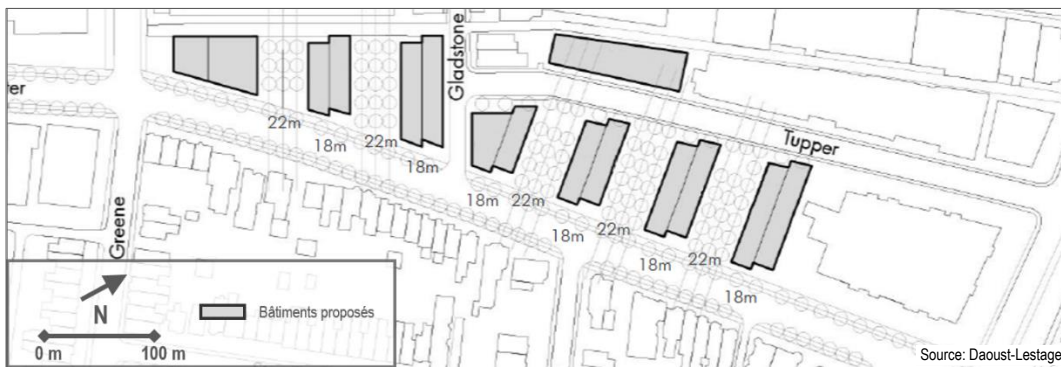 Gladstone
Tupper
ver
Greene
22m
18m
22m
18m
18m
22m
18m
22m
18m
22m
18m
N
0 m
100 m
Bâtiments proposés
Source: Daoust-Lestage